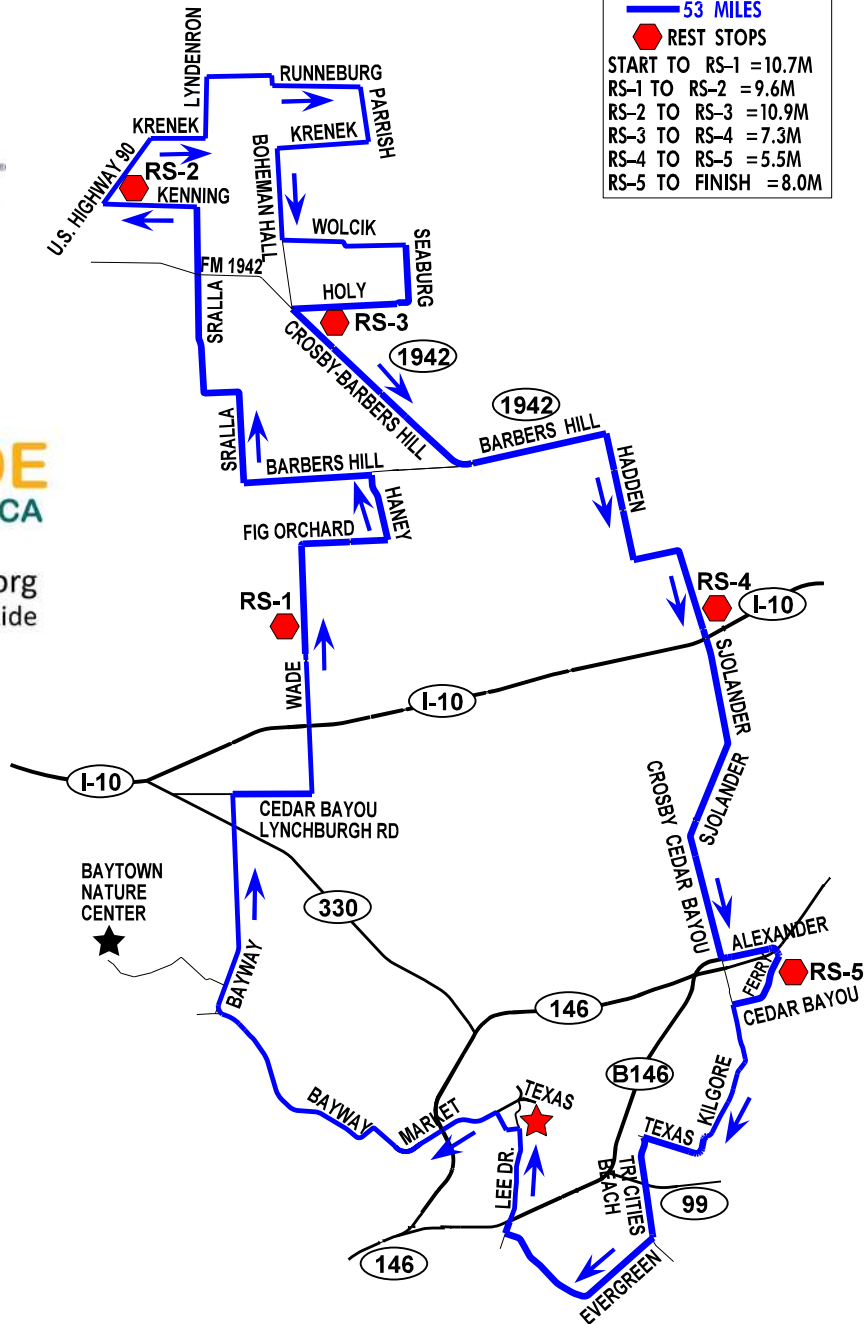 53 MILES
REST STOPS
START TO RS–1 =10.7M
RS–1 TO RS–2 =9.6M
RS–2 TO RS–3 =10.9M
RS–3 TO RS–4 =7.3M
RS–4 TO RS–5 =5.5M
RS–5 TO FINISH =8.0M
LYNDENRON
RUNNEBURG
PARRISH
KRENEK
KRENEK
BOHEMAN HALL
U.S. HIGHWAY 90
RS-2
KENNING
WOLCIK
SEABURG
FM 1942
HOLY
SRALLA
RS-3
CROSBY-BARBERS HILL
1942
1942
BARBERS HILL
SRALLA
BARBERS HILL
HADDEN
DE
CA
HANEY
FIG ORCHARD
org
ide
RS-1
RS-4
I-10
WADE
SJOLANDER
I-10
I-10
CEDAR BAYOU
LYNCHBURGH RD
CROSBY CEDAR BAYOU
SJOLANDER
BAYTOWN
NATURE
CENTER
330
BAYWAY
ALEXANDER
FERRY
RS-5
CEDAR BAYOU
146
B146
BAYWAY
MARKET
TEXAS
KILGORE
TEXAS
LEE DR.
TRI CITIES
BEACH
99
146
EVERGREEN